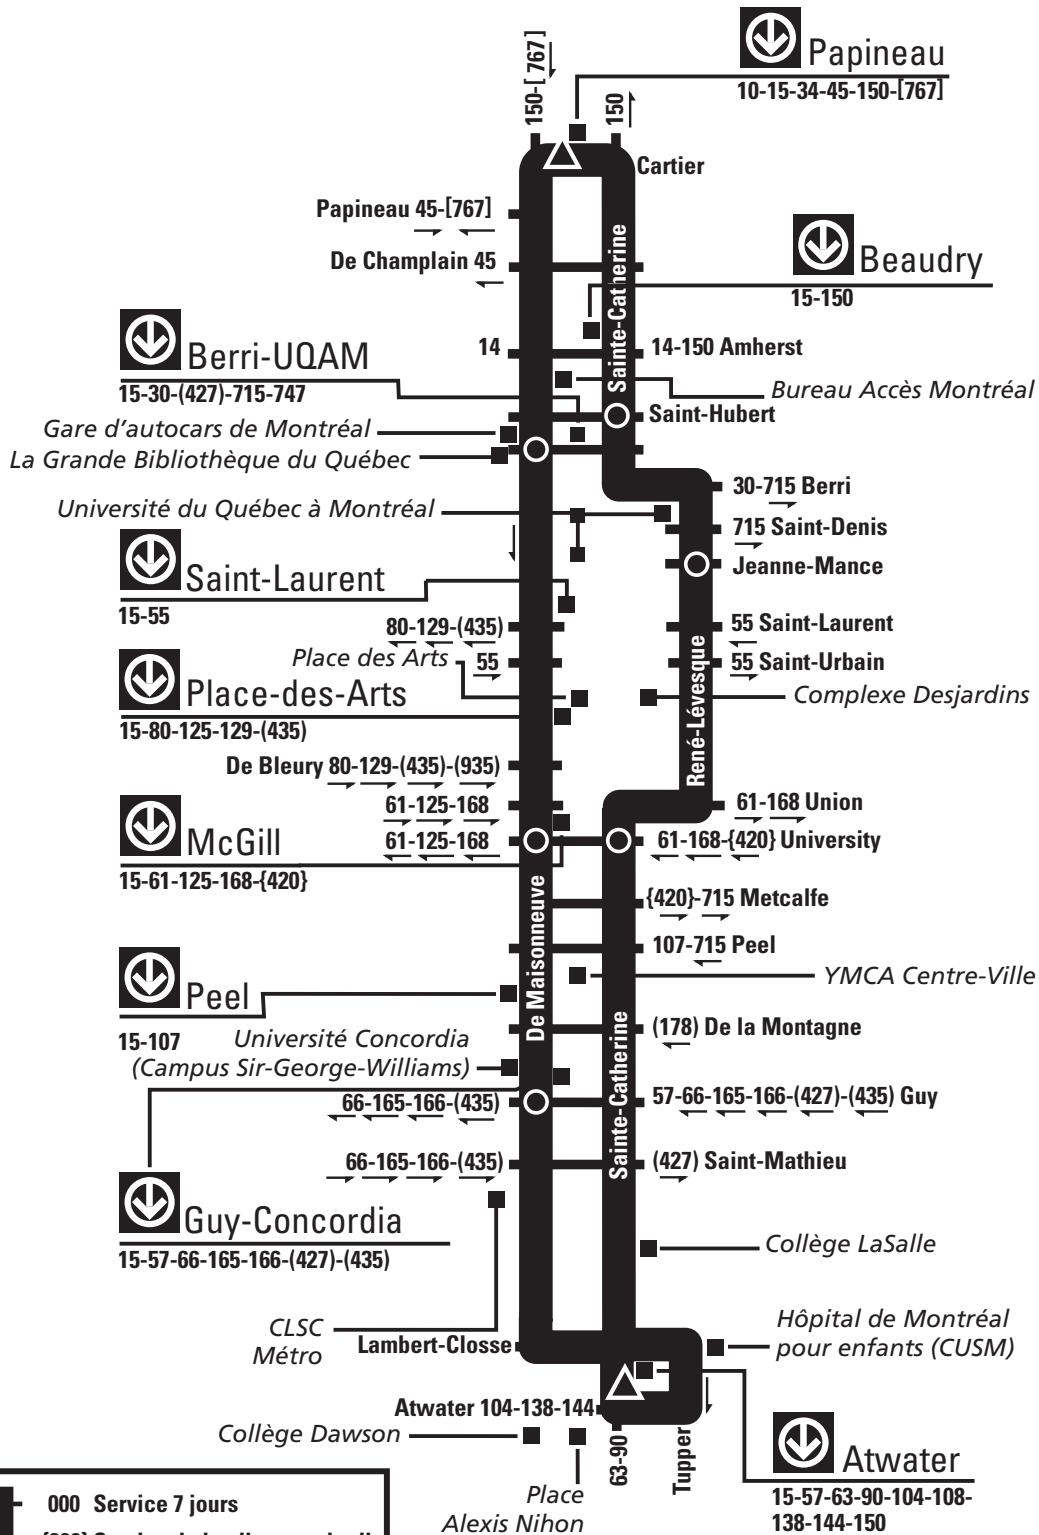 150-[767]
150
Papineau
10-15-34-45-150-[767]
Cartier
Papineau 45-[767]
De Champlain 45
Sainte-Catherine
Beaudry
15-150
Berri-UQAM
15-30-(427)-715-747
14
14-150 Amherst
Bureau Accès Montréal
Saint-Hubert
Gare d'autocars de Montréal
La Grande Bibliothèque du Québec
30-715 Berri
Université du Québec à Montréal
715 Saint-Denis
Jeanne-Mance
Saint-Laurent
15-55
80-129-(435)
55 Saint-Laurent
Place des Arts
55
55 Saint-Urbain
Place-des-Arts
15-80-125-129-(435)
Complexe Desjardins
René-Lévesque
De Bleury 80-129-(435)-(935)
61-125-168
61-168 Union
McGill
15-61-125-168-{420}
61-125-168
61-168-{420} University
De Maisonneuve
{420}-715 Metcalfe
107-715 Peel
YMCA Centre-Ville
Peel
15-107
Université Concordia
(Campus Sir-George-Williams)
(178) De la Montagne
Sainte-Catherine
66-165-166-(435)
57-66-165-166-(427)-(435) Guy
66-165-166-(435)
(427) Saint-Mathieu
Guy-Concordia
15-57-66-165-166-(427)-(435)
Collège LaSalle
CLSC
Métro
Lambert-Closse
Hôpital de Montréal
pour enfants (CUSM)
Atwater 104-138-144
Collège Dawson
63-90
Tupper
Place
Alexis Nihon
Atwater
15-57-63-90-104-108-
138-144-150
000 Service 7 jours